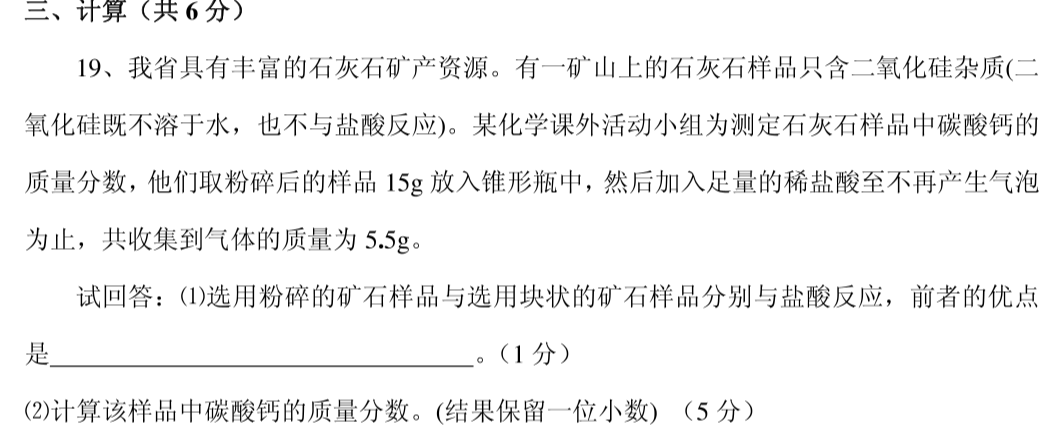 三、计算（共 6 分）
19、我省具有丰富的石灰石矿产资源。有一矿山上的石灰石样品只含二氧化硅杂质(二
氧化硅既不溶于水，也不与盐酸反应)。某化学课外活动小组为测定石灰石样品中碳酸钙的
质量分数，他们取粉碎后的样品 15g 放入锥形瓶中，然后加入足量的稀盐酸至不再产生气泡
为止，共收集到气体的质量为 5.5g。
试回答：⑴选用粉碎的矿石样品与选用块状的矿石样品分别与盐酸反应，前者的优点
是________________________________。（1 分）
⑵计算该样品中碳酸钙的质量分数。(结果保留一位小数) （5 分）